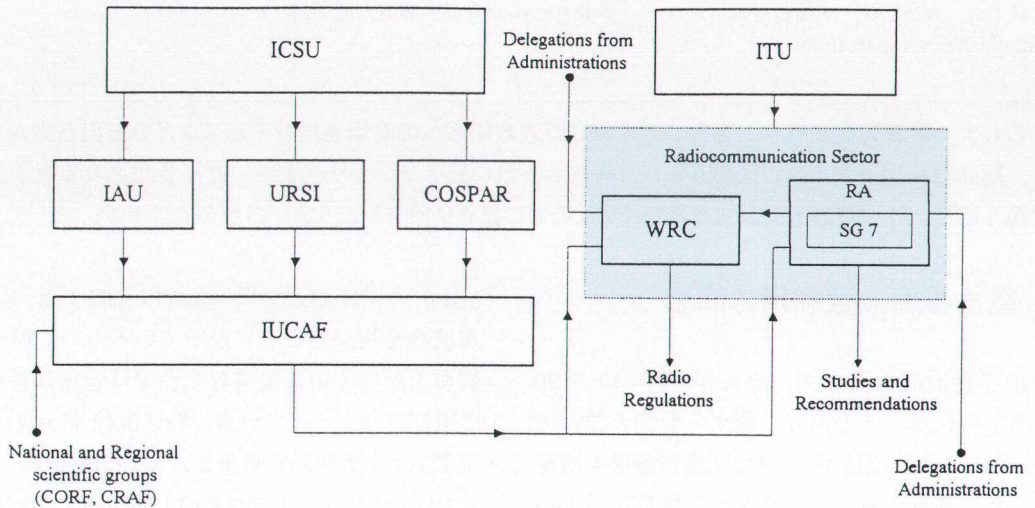 ICSU
Delegations from
Administrations
ITU
Radiocommunication Sector
IAU
URSI
COSPAR
WRC
RA
SG 7
IUCAF
Radio
Regulations
Studies and
Recommendations
National and Regional
scientific groups
(CORF, CRAF)
Delegations from
Administrations